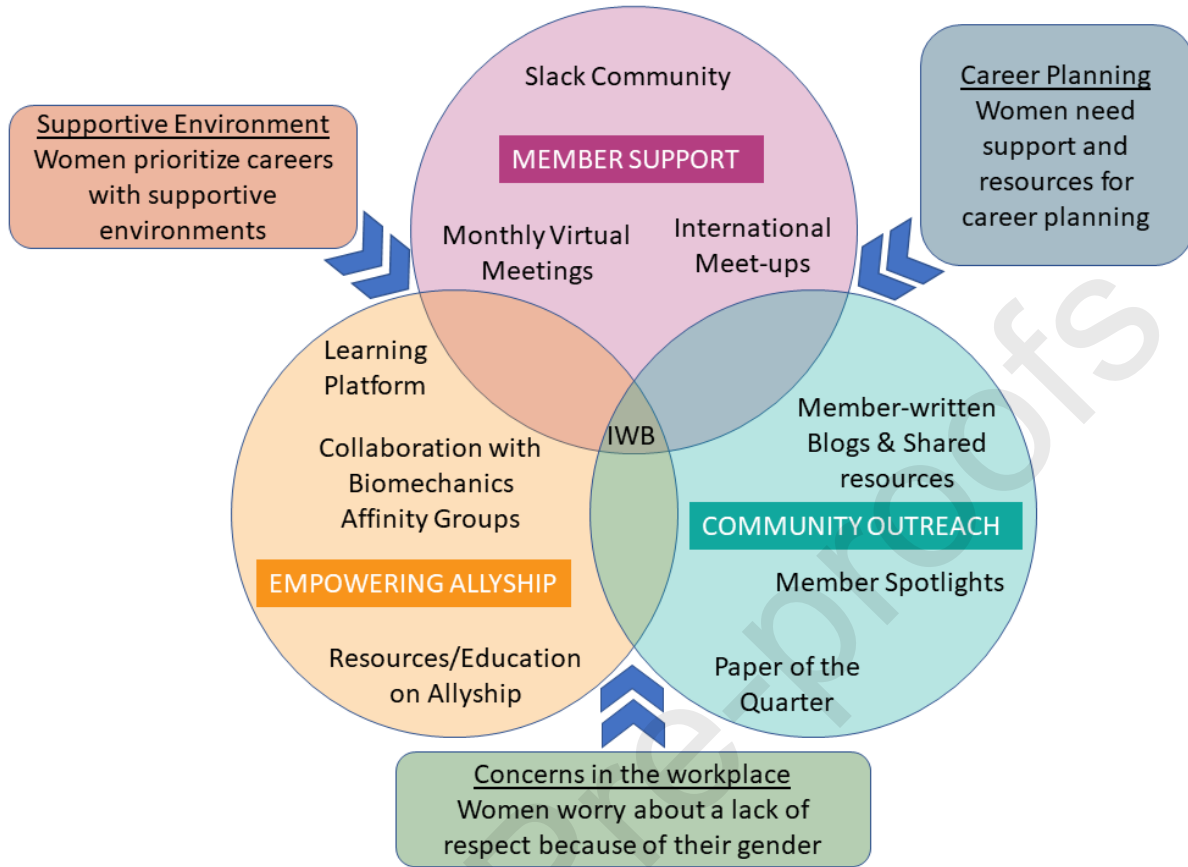 Slack Community
MEMBER SUPPORT
Monthly Virtual
Meetings
International
Meet-ups
Supportive Environment
Women prioritize careers
with supportive
environments
Career Planning
Women need
support and
resources for
career planning
Learning
Platform
Collaboration with
Biomechanics
Affinity Groups
EMPOWERING ALLYSHIP
Resources/Education
on Allyship
IWB
Member-written
Blogs & Shared
resources
COMMUNITY OUTREACH
Member Spotlights
Paper of the
Quarter
Concerns in the workplace
Women worry about a lack of
respect because of their gender
Pre-proofs